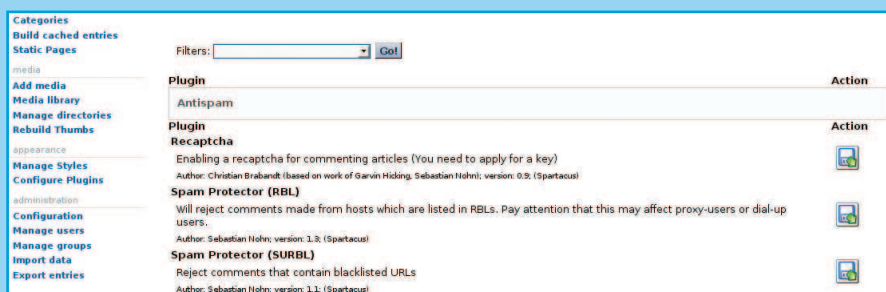 Categories
Build cached entries
Static Pages
media
Add media
Media library
Manage directories
Rebuild Thumbs
appearance
Manage Styles
Configure Plugins
administration
Configuration
Manage users
Manage groups
Import data
Export entries
Filters: Go!
Plugin Action
Antispam
Plugin Action
Recaptcha
Enabling a recaptcha for commenting articles (You need to apply for a key)
Author: Christian Brabandt (based on work of Garvin Hicking, Sebastian Nohn); version: 0.9; (Spartacus)
Spam Protector (RBL)
Will reject comments made from hosts which are listed in RBLs. Pay attention that this may affect proxy-users or dial-up
users.
Author: Sebastian Nohn; version: 1.3; (Spartacus)
Spam Protector (SURBL)
Reject comments that contain blacklisted URLs
Author: Sebastian Nohn; version: 1.1; (Spartacus)